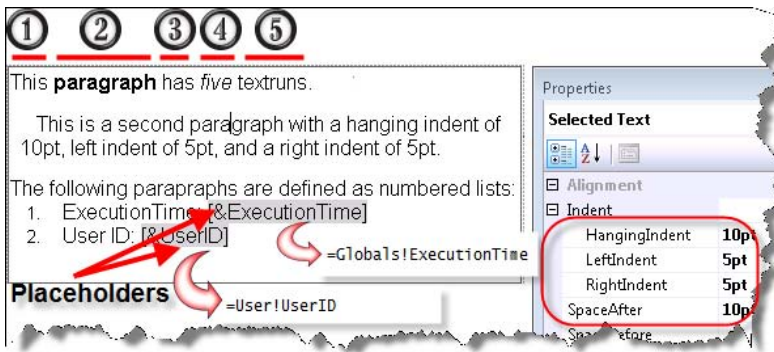 1 2 3 4 5
This paragraph has five textruns.
This is a second paragraph with a hanging indent of
10pt, left indent of 5pt, and a right indent of 5pt.
The following parapraphs are defined as numbered lists:
1. ExecutionTime: [&ExecutionTime]
2. User ID: [&UserID]
=Globals!ExecutionTime
Placeholders
=User!UserID
Properties
Selected Text
Alignment
Indent
HangingIndent 10pt
LeftIndent 5pt
RightIndent 5pt
SpaceAfter 10pt
SpaceBefore